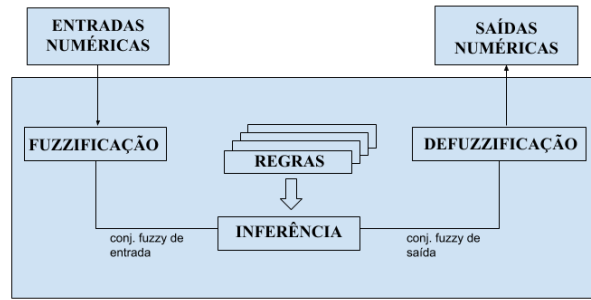 ENTRADAS
NUMÉRICAS
SAÍDAS
NUMÉRICAS
FUZZIFICAÇÃO
REGRAS
DEFUZZIFICAÇÃO
INFERÊNCIA
conj. fuzzy de
entrada
conj. fuzzy de
saída